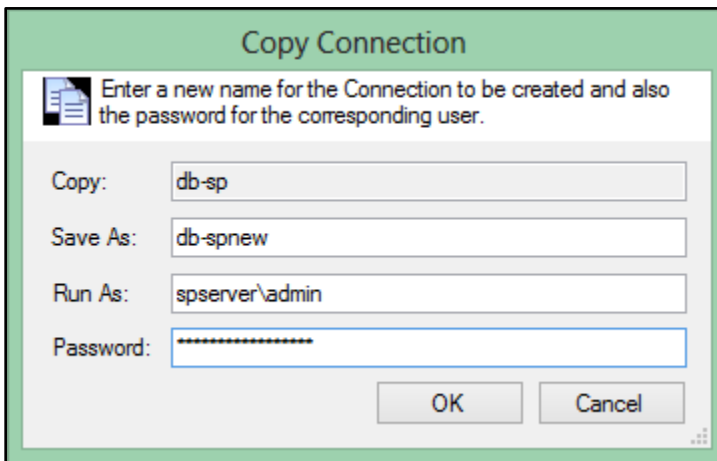 Copy Connection
Enter a new name for the Connection to be created and also
the password for the corresponding user.
Copy: db-sp
Save As: db-spnew
Run As: spserver\admin
Password: *****************
OK Cancel